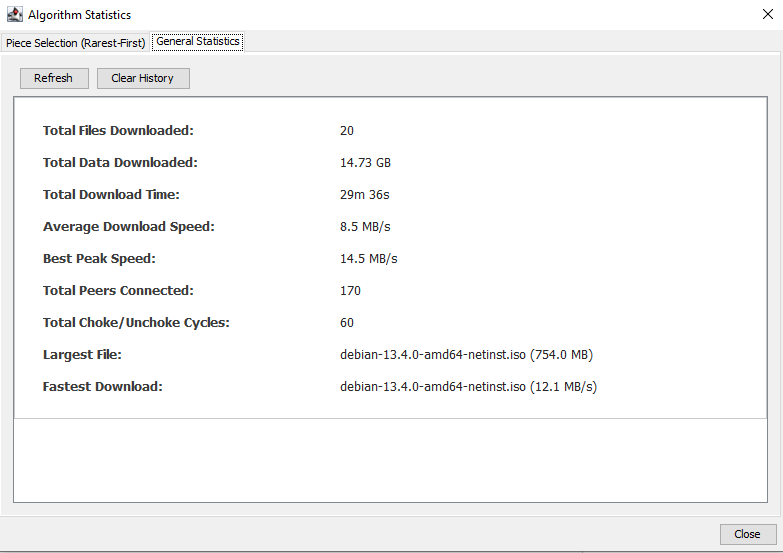 Algorithm Statistics
Piece Selection (Rarest-First) General Statistics
Refresh Clear History
Total Files Downloaded: 20
Total Data Downloaded: 14.73 GB
Total Download Time: 29m 36s
Average Download Speed: 8.5 MB/s
Best Peak Speed: 14.5 MB/s
Total Peers Connected: 170
Total Choke/Unchoke Cycles: 60
Largest File: debian-13.4.0-amd64-netinst.iso (754.0 MB)
Fastest Download: debian-13.4.0-amd64-netinst.iso (12.1 MB/s)
Close